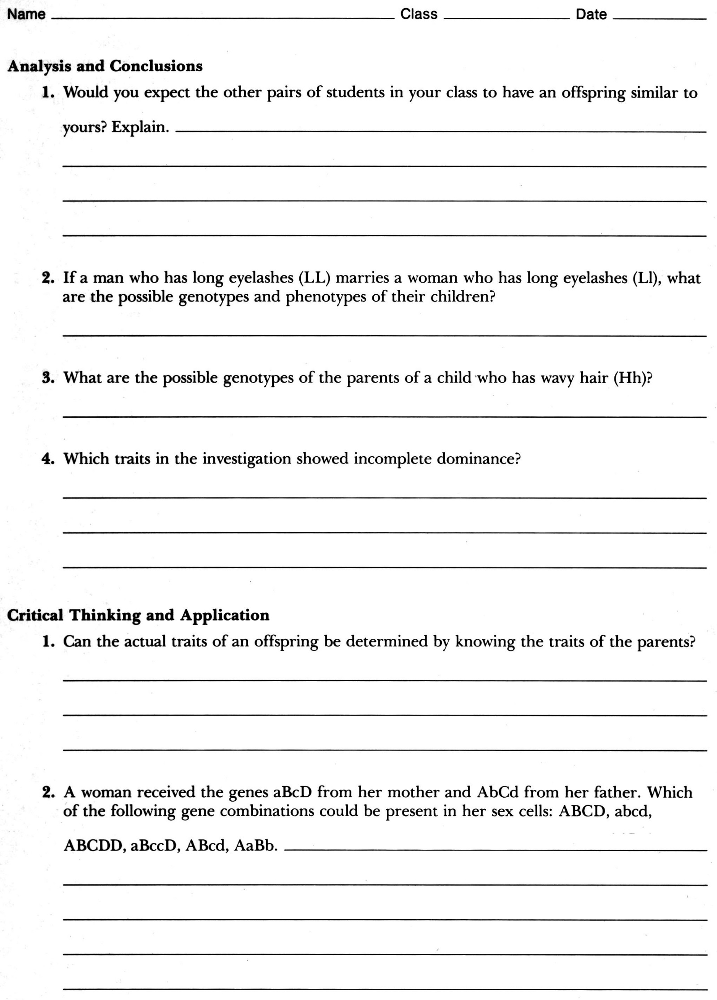 Name Class Date
Analysis and Conclusions
1. Would you expect the other pairs of students in your class to have an offspring similar to
yours? Explain.
2. If a man who has long eyelashes (LL) marries a woman who has long eyelashes (Ll), what
are the possible genotypes and phenotypes of their children?
3. What are the possible genotypes of the parents of a child who has wavy hair (Hh)?
4. Which traits in the investigation showed incomplete dominance?
Critical Thinking and Application
1. Can the actual traits of an offspring be determined by knowing the traits of the parents?
2. A woman received the genes aBcD from her mother and AbCd from her father. Which
of the following gene combinations could be present in her sex cells: ABCD, abcd,
ABCDD, aBccD, ABcd, AaBb.